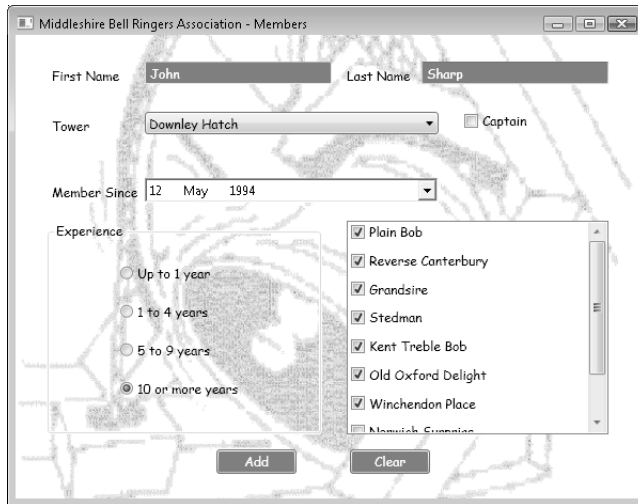 Middleshire Bell Ringers Association - Members
First Name John Last Name Sharp
Tower Downley Hatch Captain
Member Since 12 May 1994
Experience
Up to 1 year
1 to 4 years
5 to 9 years
10 or more years
Plain Bob
Reverse Canterbury
Grandsire
Stedman
Kent Treble Bob
Old Oxford Delight
Winchendon Place
Norwich Surprise
Add Clear